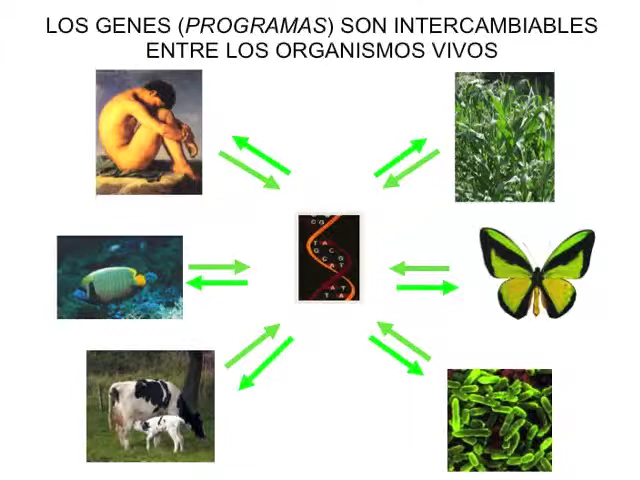 LOS GENES (PROGRAMAS) SON INTERCAMBIABLES
ENTRE LOS ORGANISMOS VIVOS
C G
T A
G C
C G
A T
A T
T A